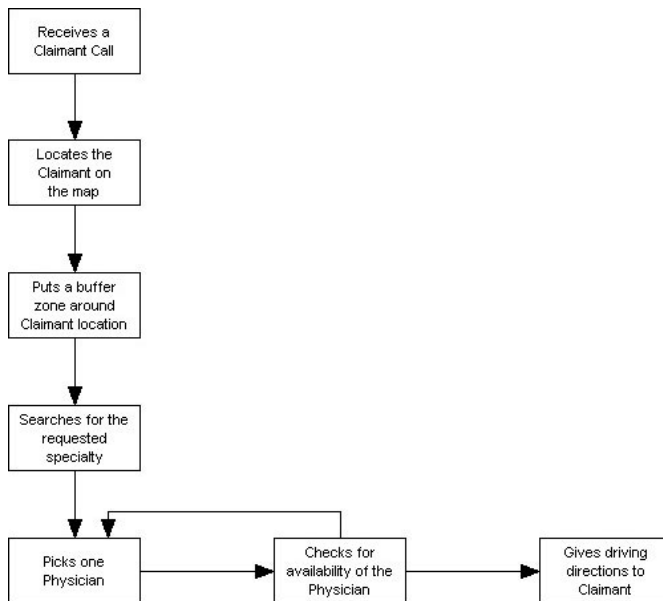 Receives a
Claimant Call
Locates the
Claimant on
the map
Puts a buffer
zone around
Claimant location
Searches for the
requested
specialty
Picks one
Physician
Checks for
availability of the
Physician
Gives driving
directions to
Claimant